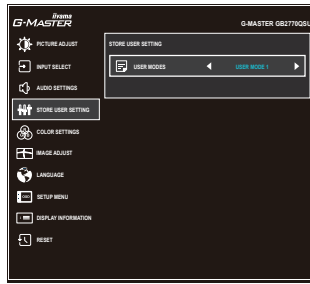 iiyama
G-MASTER
G-MASTER GB2770QSU
PICTURE ADJUST
STORE USER SETTING
INPUT SELECT
USER MODES
USER MODE 1
AUDIO SETTINGS
STORE USER SETTING
COLOR SETTINGS
IMAGE ADJUST
LANGUAGE
OSD
SETUP MENU
DISPLAY INFORMATION
RESET